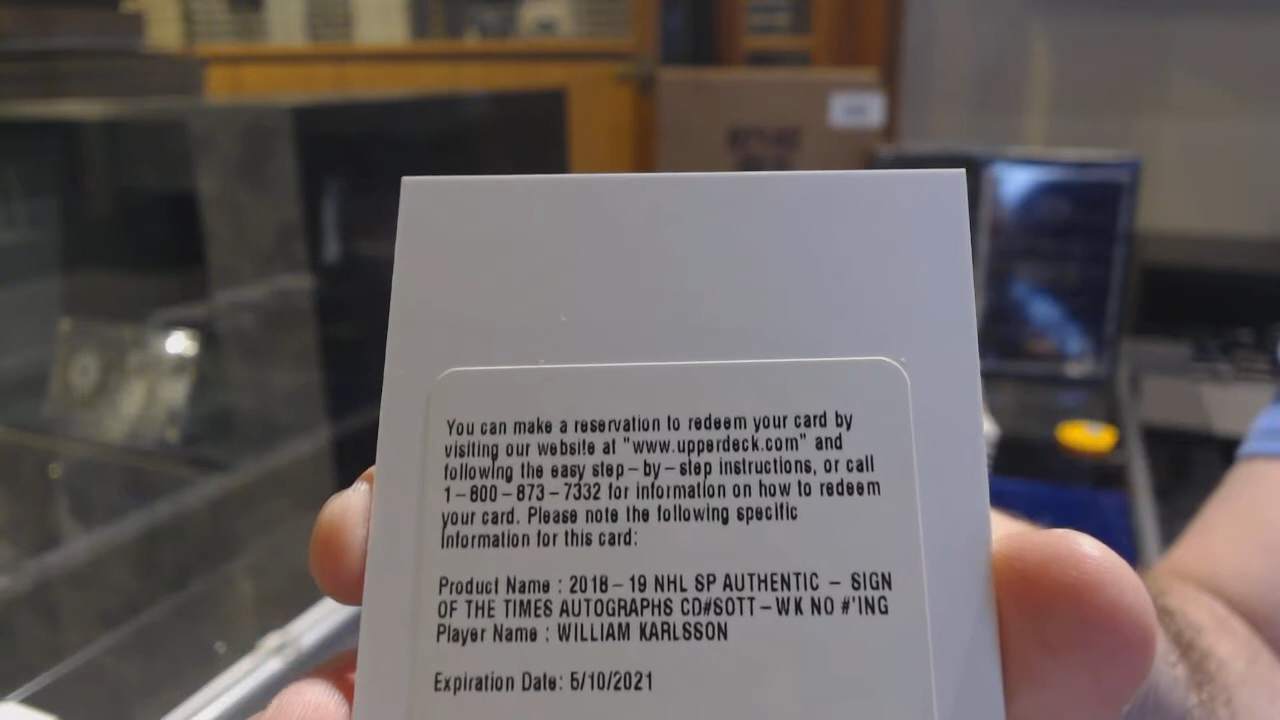 You can make a reservation to redeem your card by
visiting our website at "www.upperdeck.com" and
following the easy step-by-step instructions, or call
1-800-873-7332 for information on how to redeem
your card. Please note the following specific
information for this card:
Product Name : 2018-19 NHL SP AUTHENTIC - SIGN
OF THE TIMES AUTOGRAPHS CD#SOTT-WK NO #'ING
Player Name : WILLIAM KARLSSON
Expiration Date: 5/10/2021